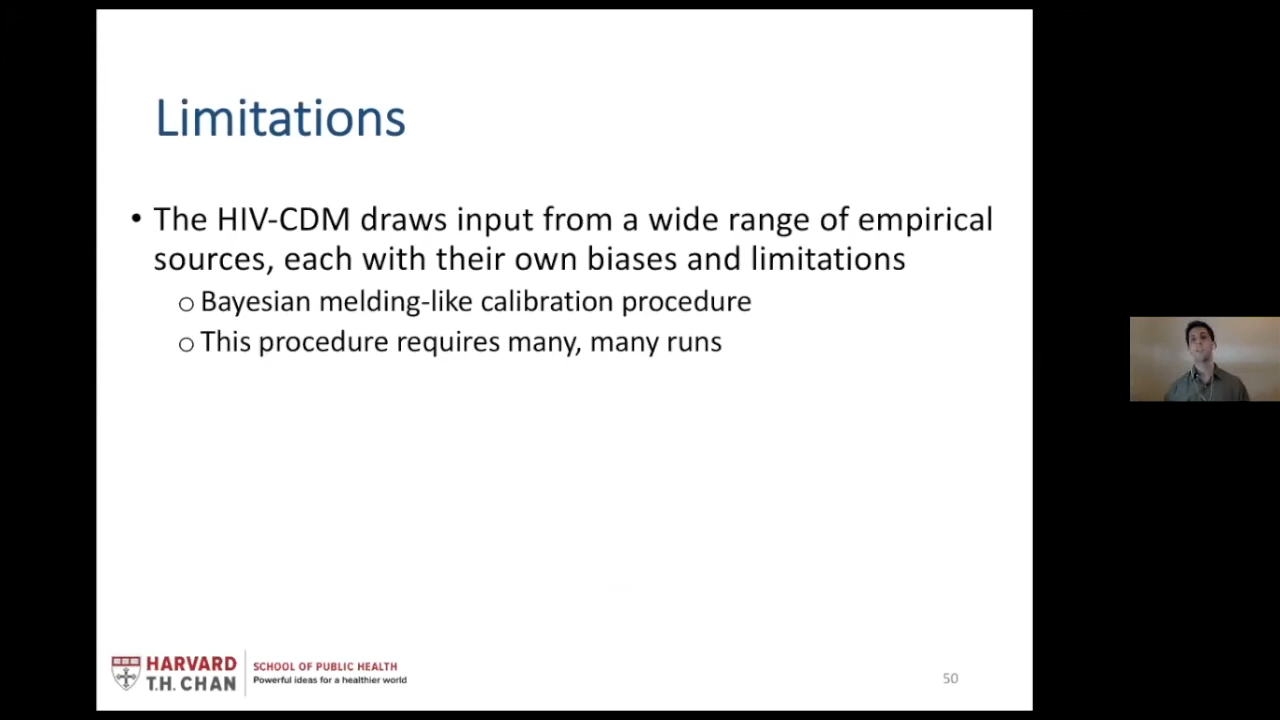 Limitations
• The HIV-CDM draws input from a wide range of empirical
sources, each with their own biases and limitations
o Bayesian melding-like calibration procedure
o This procedure requires many, many runs
HARVARD
T.H. CHAN
SCHOOL OF PUBLIC HEALTH
Powerful ideas for a healthier world
50